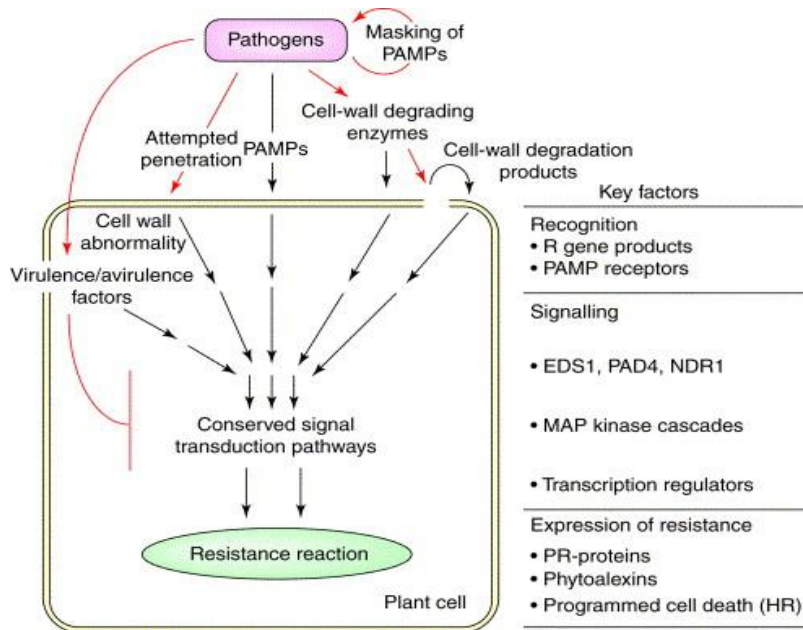 Pathogens
Masking of
PAMPs
Attempted
penetration
PAMPs
Cell-wall degrading
enzymes
Cell-wall degradation
products
Cell wall
abnormality
Virulence/avirulence
factors
Conserved signal
transduction pathways
Resistance reaction
Plant cell
Key factors
Recognition
• R gene products
• PAMP receptors
Signalling
• EDS1, PAD4, NDR1
• MAP kinase cascades
• Transcription regulators
Expression of resistance
• PR-proteins
• Phytoalexins
• Programmed cell death (HR)